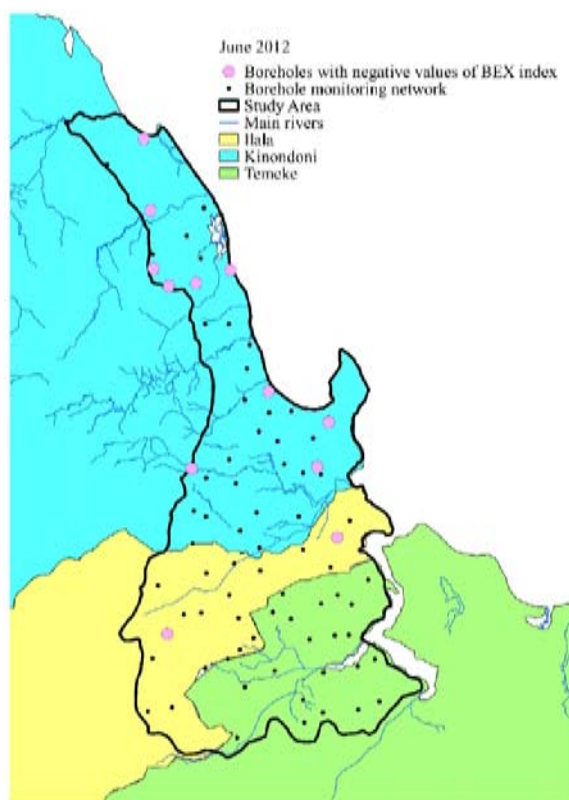 June 2012
Boreholes with negative values of BEX index
Borehole monitoring network
Study Area
Main rivers
Ilala
Kinondoni
Temeke